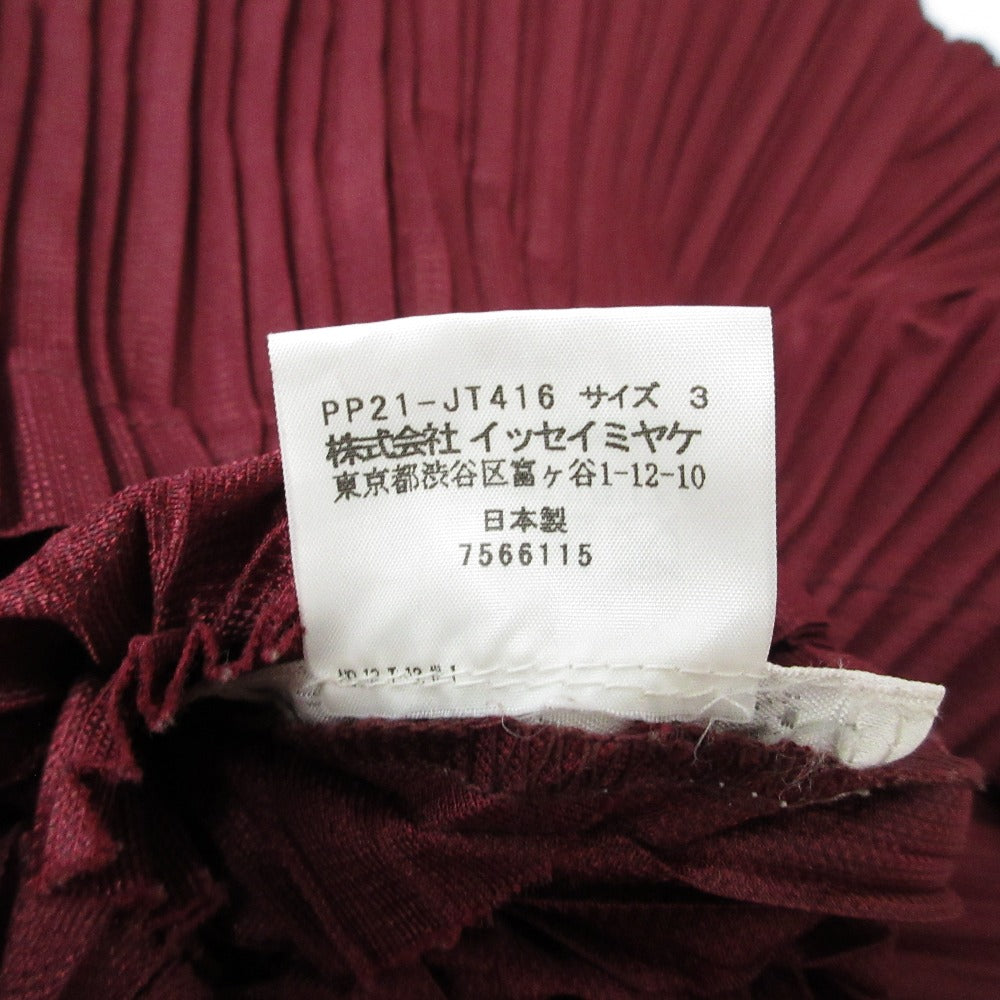 PP21-JT416 サイズ 3
株式会社 イッセイミヤケ
東京都渋谷区富ヶ谷1-12-10
日本製
7566115